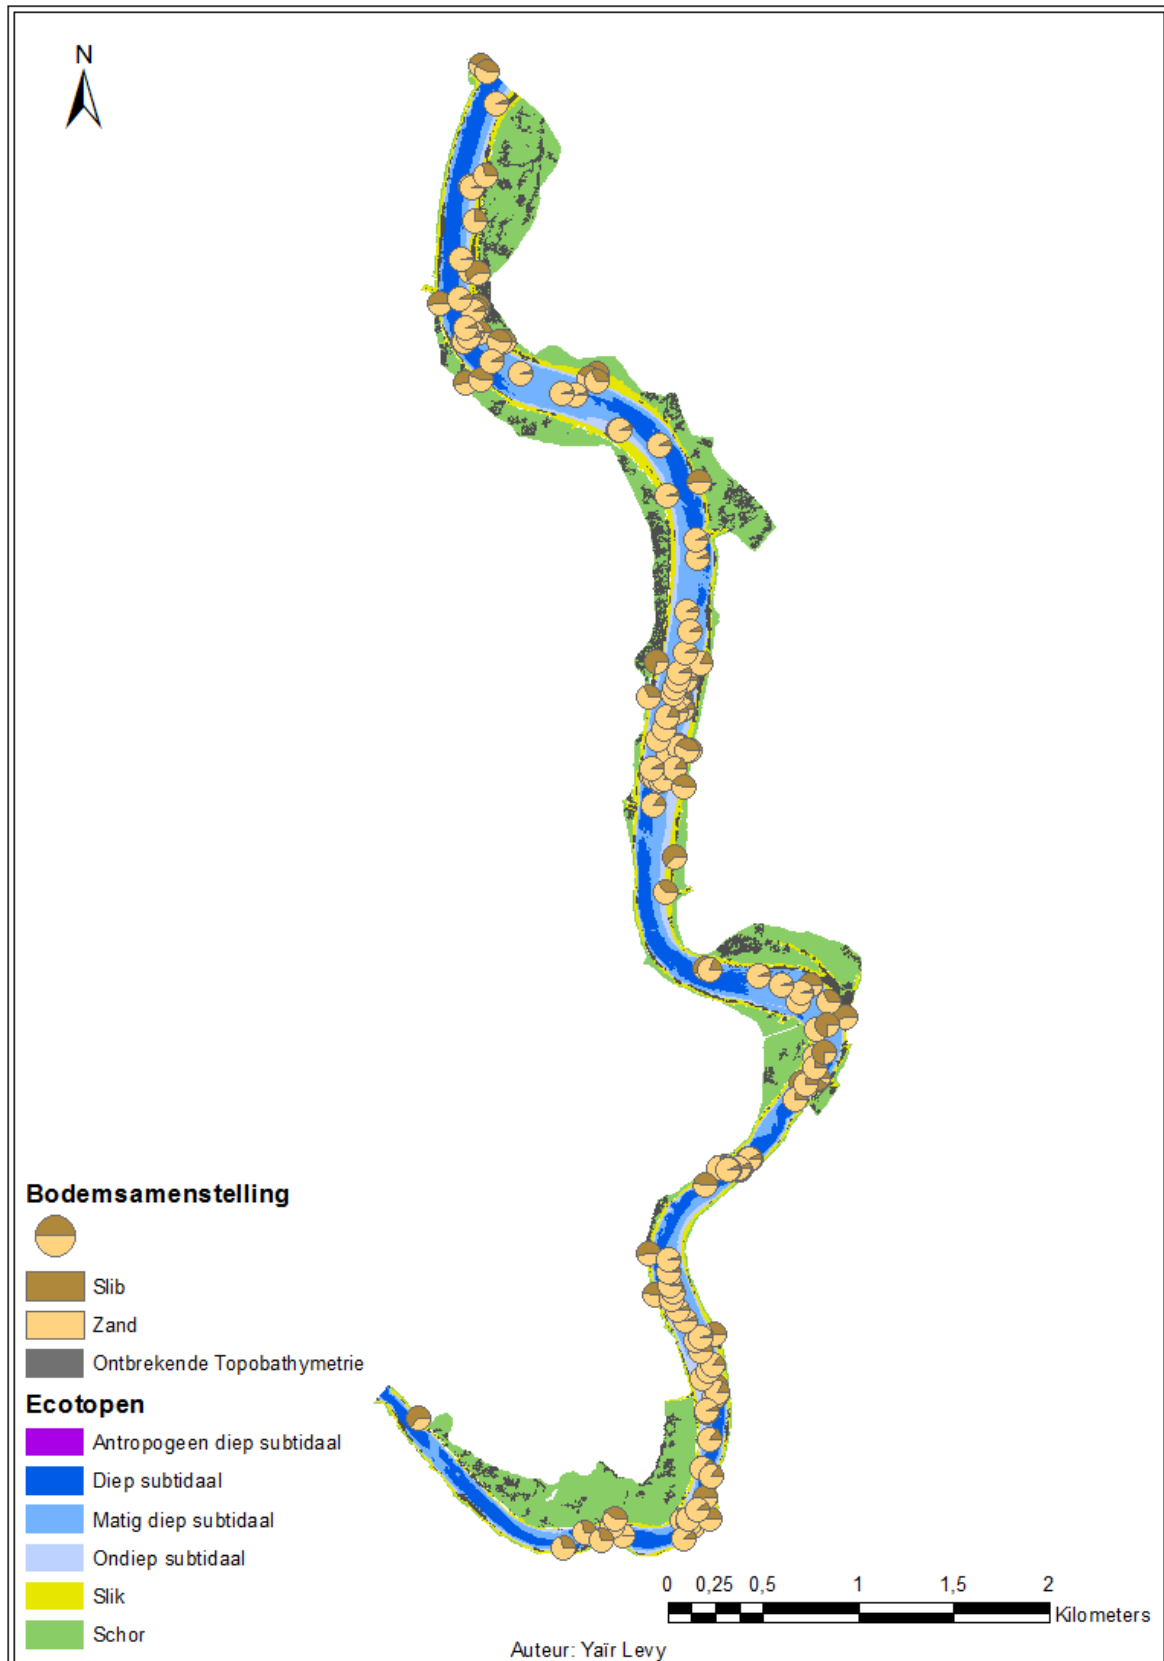 N
Bodemsamenstelling
Slib
Zand
Ontbrekende Topobathymetrie
Ecotopen
Antropogeen diep subtidaal
Diep subtidaal
Matig diep subtidaal
Ondiep subtidaal
Slik
Schor
0 0,25 0,5 1 1,5 2
Kilometers
Auteur: Yaïr Levy